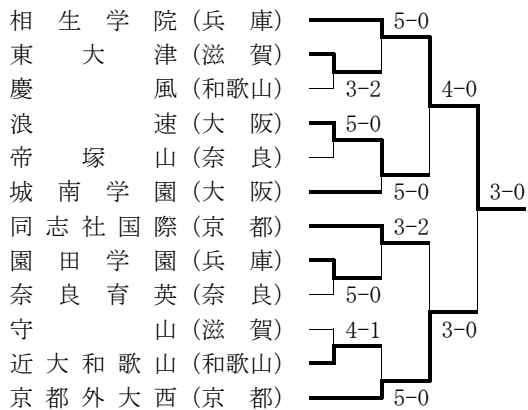 相生学院(兵庫) 5-0
東大津(滋賀)
慶風(和歌山) 3-2 4-0
浪速(大阪) 5-0
帝塚山(奈良)
城南学園(大阪) 5-0 3-0
同志社国際(京都) 3-2
園田学園(兵庫)
奈良育英(奈良) 5-0
守山(滋賀) 4-1 3-0
近大和歌山(和歌山)
京都外大西(京都) 5-0